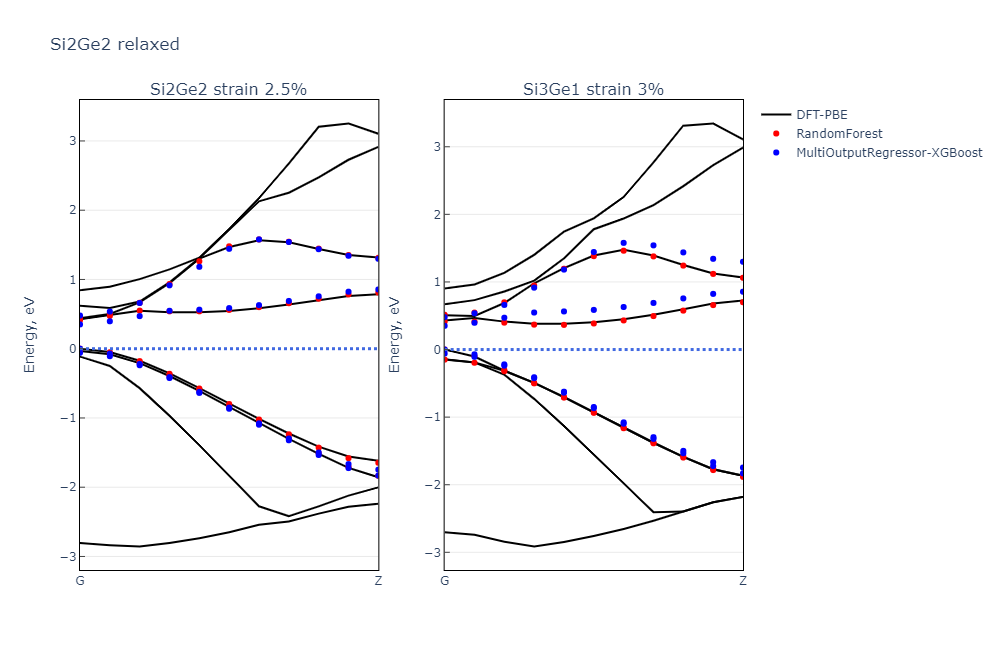 Si2Ge2 relaxed
Si2Ge2 strain 2.5%
Si3Ge1 strain 3%
DFT-PBE
RandomForest
MultiOutputRegressor-XGBoost
Energy, eV
3
2
1
0
−1
−2
−3
G
Z
Energy, eV
3
2
1
0
−1
−2
−3
G
Z